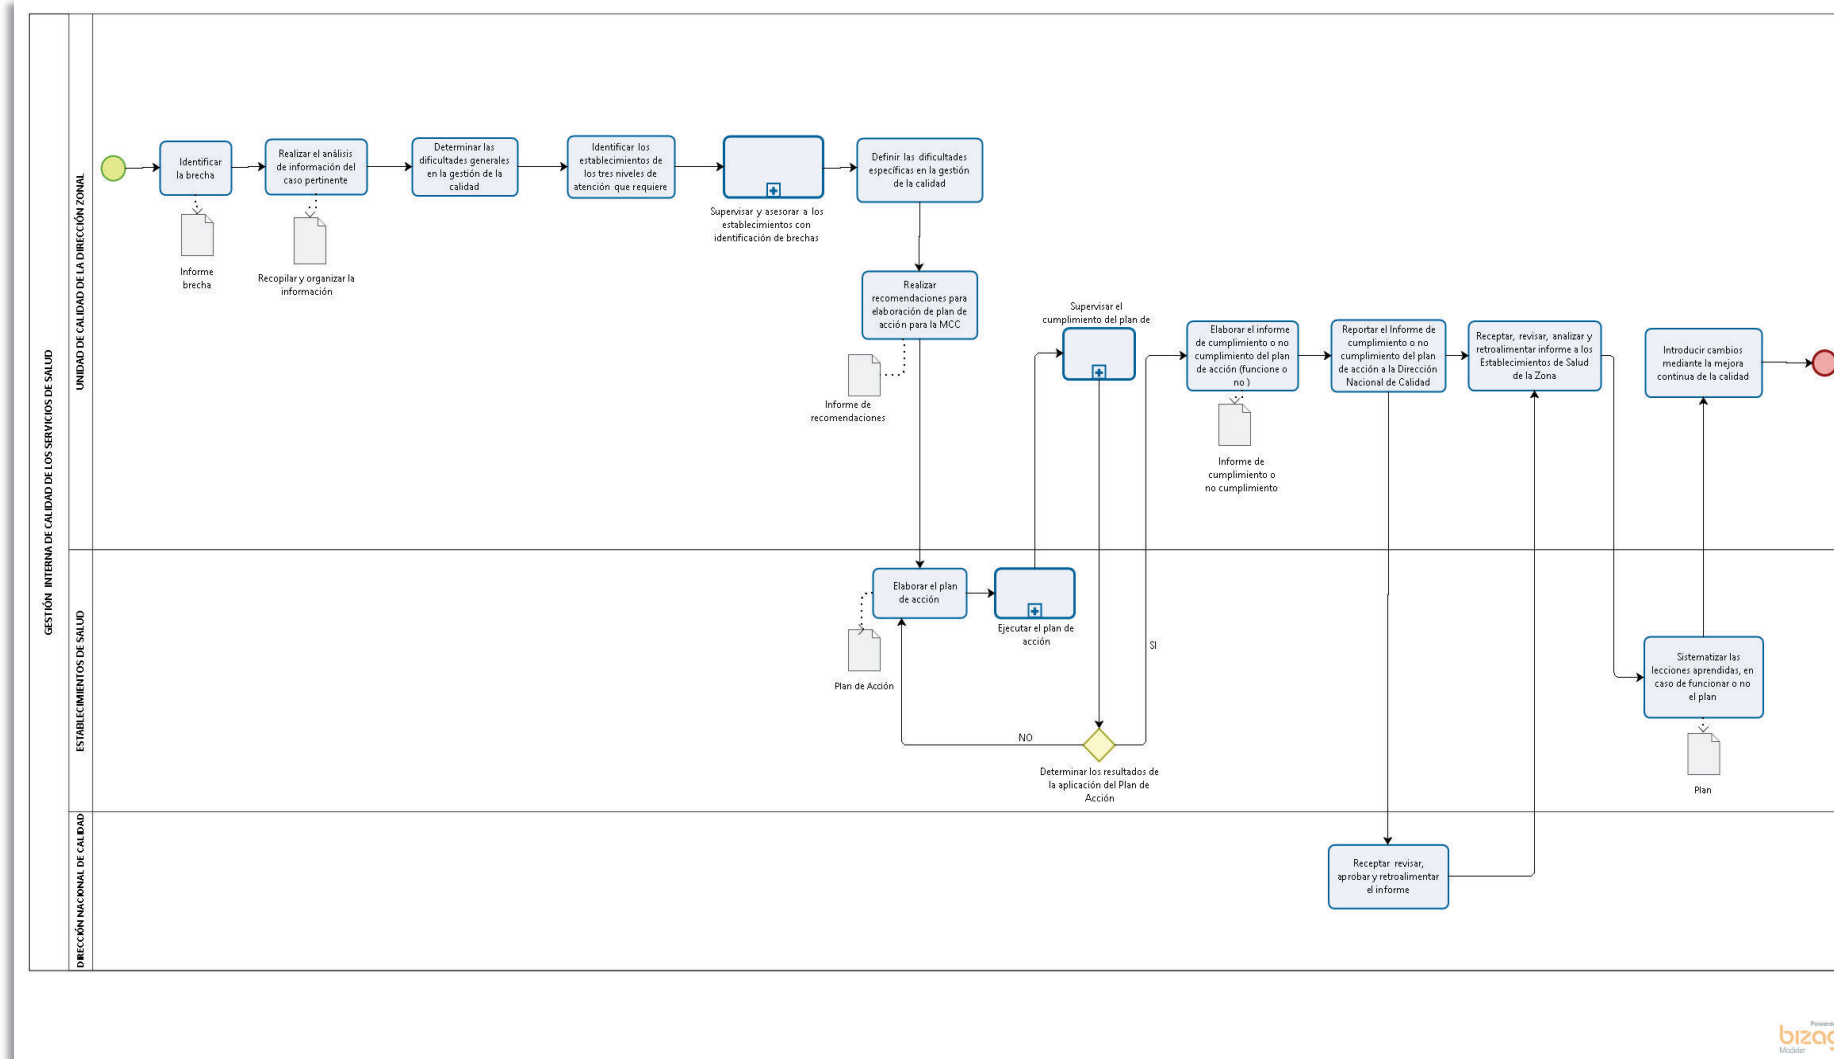 GESTIÓN INTERNA DE CALIDAD DE LOS SERVICIOS DE SALUD
UNIDAD DE CALIDAD DE LA DIRECCIÓN ZONAL
Identificar
la brecha
Informe
brecha
Realizar el análisis
de información del
caso pertinente
Recopilar y organizar la
información
Determinar las
dificultades generales
en la gestión de la
calidad
Identificar los
establecimientos de
los tres niveles de
atención que requiere
Supervisar y asesorar a los
establecimientos con
identificación de brechas
Definir las dificultades
específicas en la gestión
de la calidad
Realizar
recomendaciones para
elaboración de plan de
acción para la MCC
Informe de
recomendaciones
Supervisar el
cumplimiento del plan de
Elaborar el informe
de cumplimiento o no
cumplimiento del plan
de acción (funcione o
no )
Informe de
cumplimiento o
no cumplimiento
Reportar el Informe de
cumplimiento o no
cumplimiento del plan
de acción a la Dirección
Nacional de Calidad
Receptar, revisar, analizar y
retroalimentar informe a los
Establecimientos de Salud
de la Zona
Introducir cambios
mediante la mejora
continua de la calidad
ESTABLECIMIENTOS DE SALUD
Elaborar el plan
de acción
Plan de Acción
Ejecutar el plan de
acción
SI
NO
Determinar los resultados de
la aplicación del Plan de
Acción
Sistematizar las
lecciones aprendidas, en
caso de funcionar o no
el plan
Plan
DIRECCIÓN NACIONAL DE CALIDAD
Receptar revisar,
aprobar y retroalimentar
el informe
Powered
bizag
Modeler